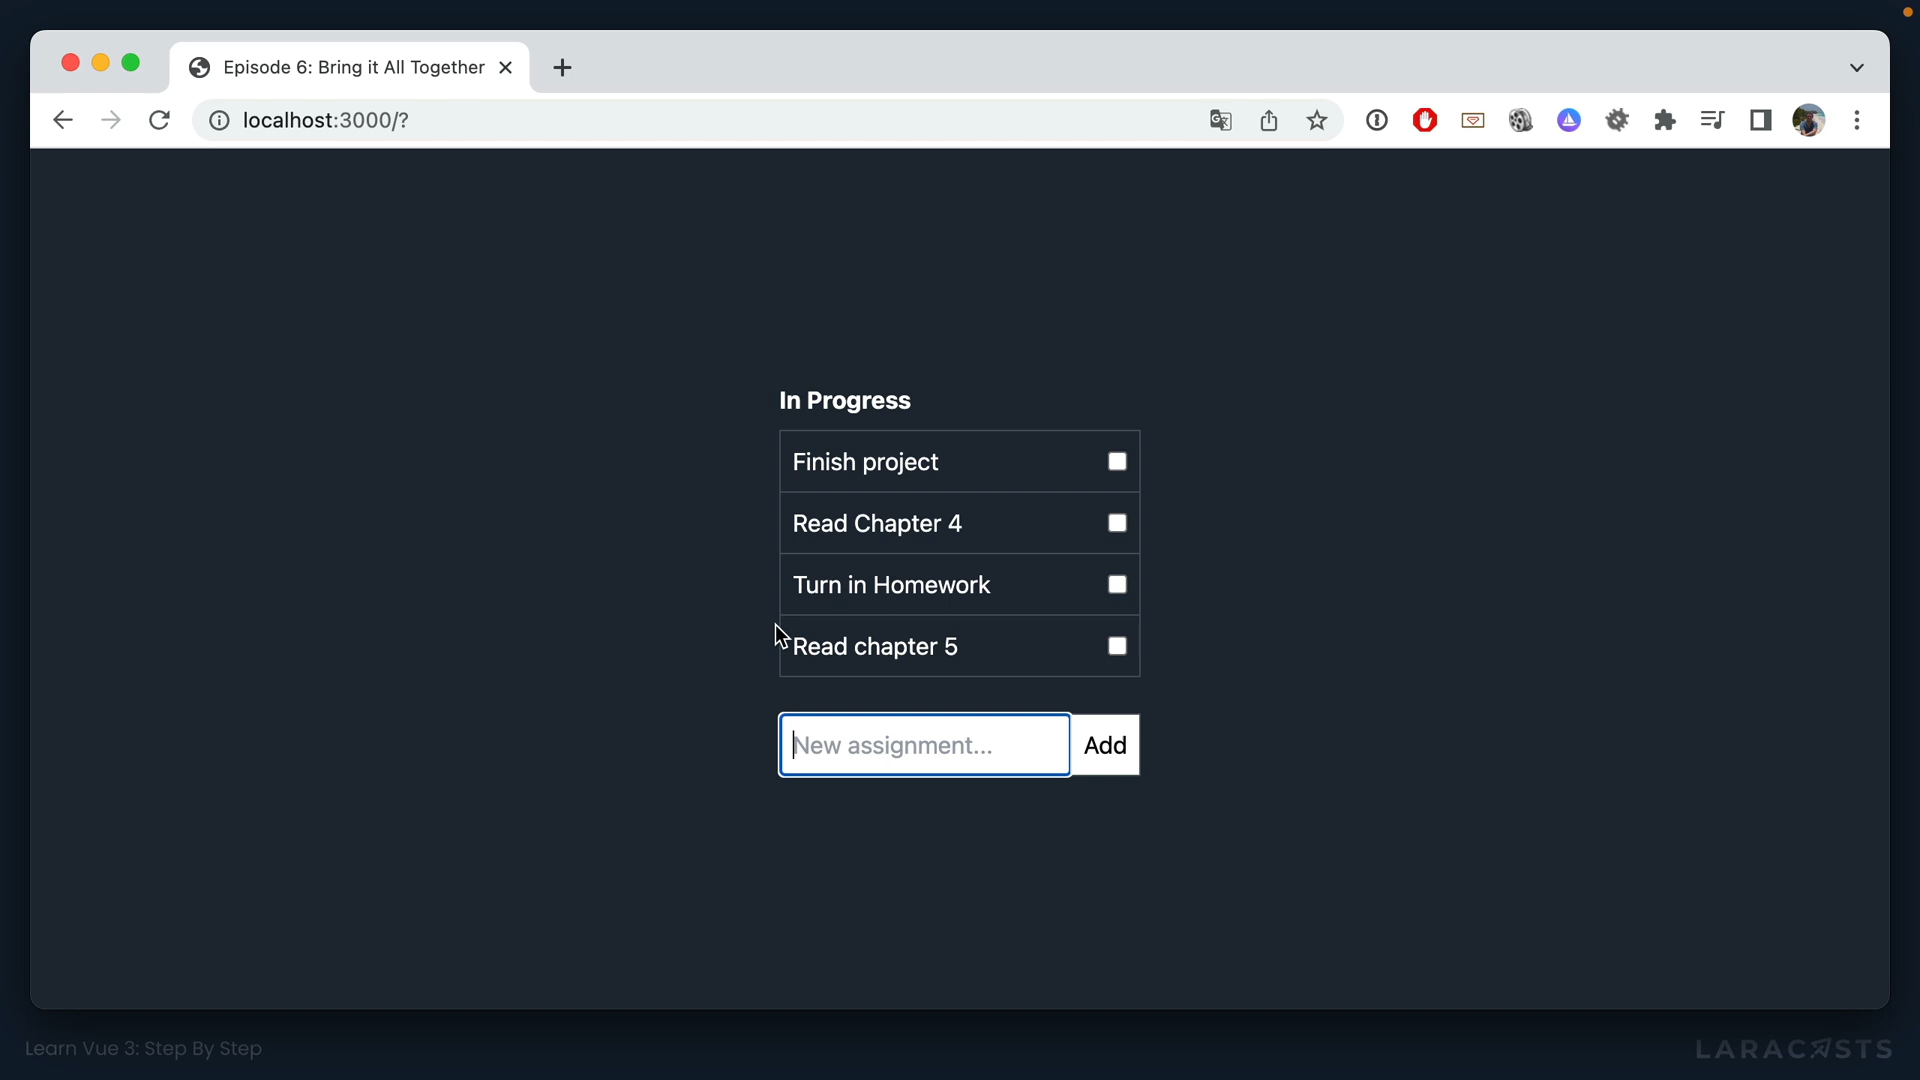 Episode 6: Bring it All Together
localhost:3000/?
In Progress
Finish project
Read Chapter 4
Turn in Homework
Read chapter 5
New assignment...
Add
Learn Vue 3: Step By Step
LARACASTS